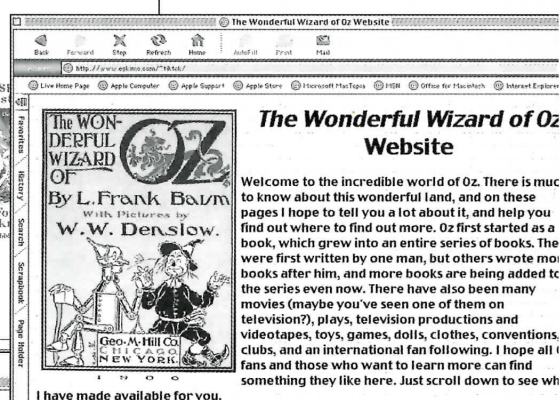 The Wonderful Wizard of Oz Website
Back Forward Stop Refresh Home AutoFill Print Mail
http://www.eskimo.com/~tiktok/
Live Home Page Apple Computer Apple Support Apple Store Microsoft MacTopia MSN Office for Macintosh Internet Explorer
Favorites
History
Search
Scrapbook
Page Holder
The WON-
DERFUL
WIZARD
OF
OZ
By L. Frank Baum
With Pictures by
W.W. Denslow.
Geo. M. Hill Co.
CHICAGO
NEW YORK.
1900
The Wonderful Wizard of Oz
Website
Welcome to the incredible world of Oz. There is muc
to know about this wonderful land, and on these
pages I hope to tell you a lot about it, and help you
find out where to find out more. Oz first started as a
book, which grew into an entire series of books. The
were first written by one man, but others wrote mo
books after him, and more books are being added to
the series even now. There have also been many
movies (maybe you've seen one of them on
television?), plays, television productions and
videotapes, toys, games, dolls, clothes, conventions,
clubs, and an international fan following. I hope all
fans and those who want to learn more can find
something they like here. Just scroll down to see wh
I have made available for you.